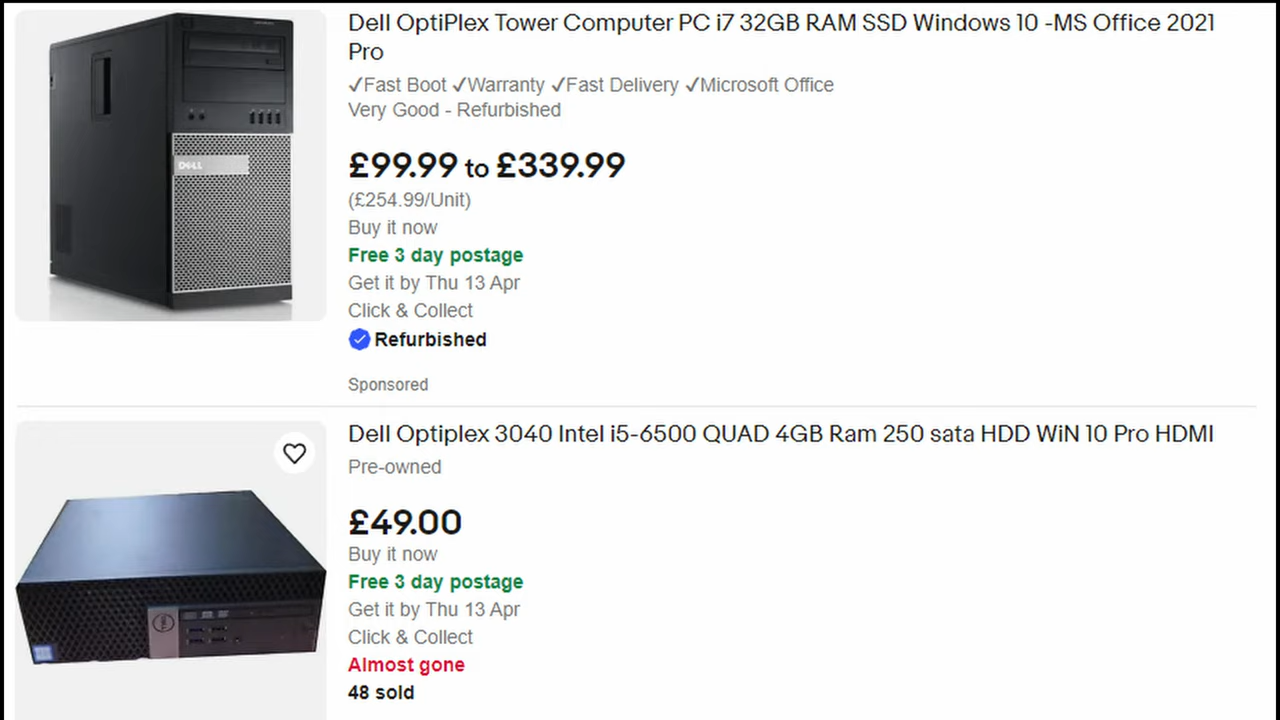 Dell OptiPlex Tower Computer PC i7 32GB RAM SSD Windows 10 -MS Office 2021
Pro
✓Fast Boot ✓Warranty ✓Fast Delivery ✓Microsoft Office
Very Good - Refurbished
£99.99 to £339.99
(£254.99/Unit)
Buy it now
Free 3 day postage
Get it by Thu 13 Apr
Click & Collect
Refurbished
Sponsored
DELL
Dell Optiplex 3040 Intel i5-6500 QUAD 4GB Ram 250 sata HDD WiN 10 Pro HDMI
Pre-owned
£49.00
Buy it now
Free 3 day postage
Get it by Thu 13 Apr
Click & Collect
Almost gone
48 sold
DELL